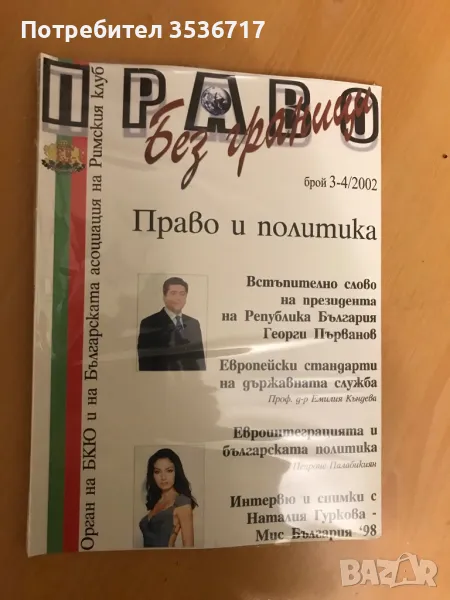 Потребител 3536717
ПРАВО
Без граници
брой 3-4/2002
Орган на БКЮ и на Българската асоциация на Римския клуб
Право и политика
Встъпително слово
на президента
на Република България
Георги Първанов
Европейски стандарти
на държавната служба
Проф. д-р Емилия Къндева
Евроинтеграцията и
българската политика
Интервю и снимки с
Наталия Гуркова -
Мис България '98
bazar